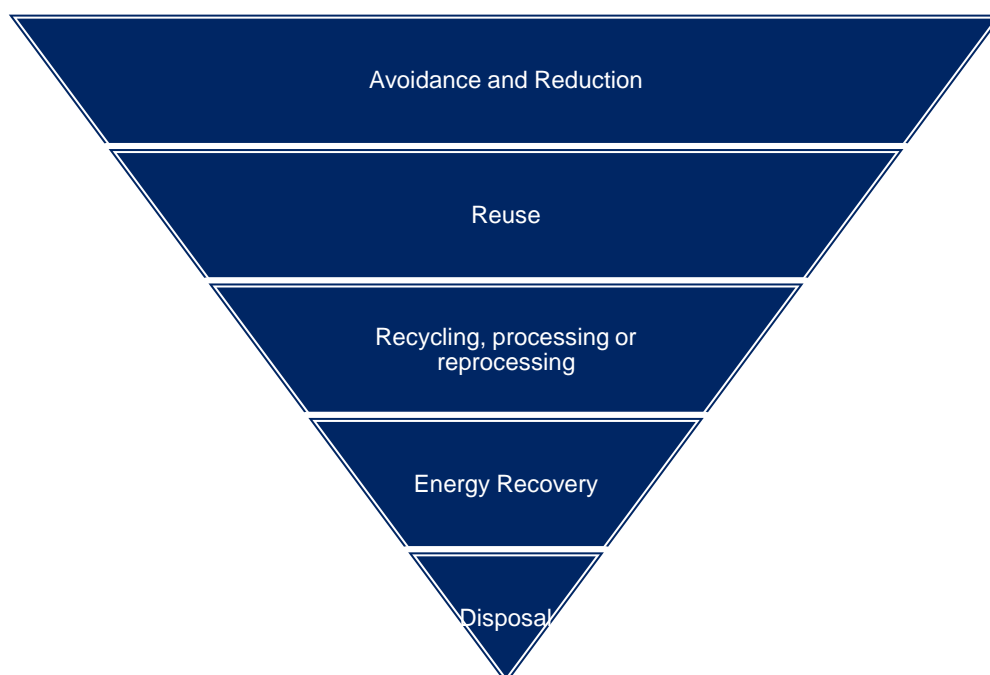 Avoidance and Reduction
Reuse
Recycling, processing or
reprocessing
Energy Recovery
Disposal